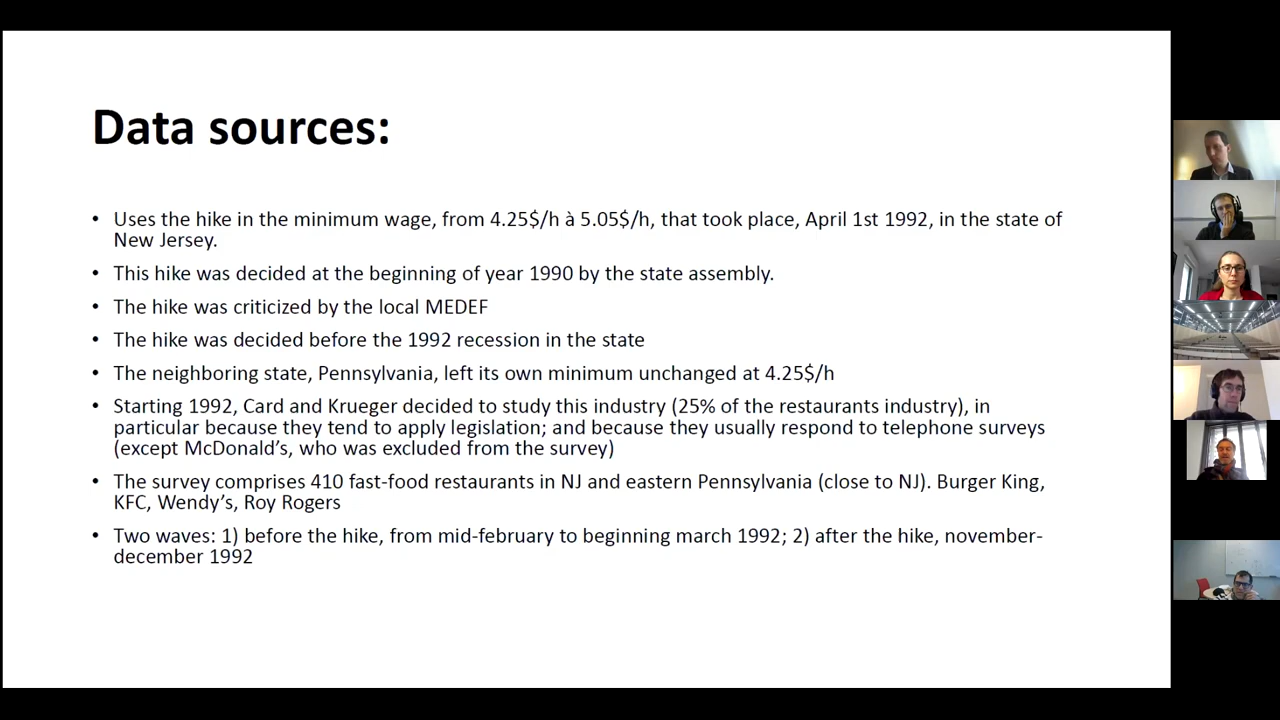 Data sources:
• Uses the hike in the minimum wage, from 4.25$/h à 5.05$/h, that took place, April 1st 1992, in the state of
New Jersey.
• This hike was decided at the beginning of year 1990 by the state assembly.
• The hike was criticized by the local MEDEF
• The hike was decided before the 1992 recession in the state
• The neighboring state, Pennsylvania, left its own minimum unchanged at 4.25$/h
• Starting 1992, Card and Krueger decided to study this industry (25% of the restaurants industry), in
particular because they tend to apply legislation; and because they usually respond to telephone surveys
(except McDonald’s, who was excluded from the survey)
• The survey comprises 410 fast-food restaurants in NJ and eastern Pennsylvania (close to NJ). Burger King,
KFC, Wendy’s, Roy Rogers
• Two waves: 1) before the hike, from mid-february to beginning march 1992; 2) after the hike, november-
december 1992